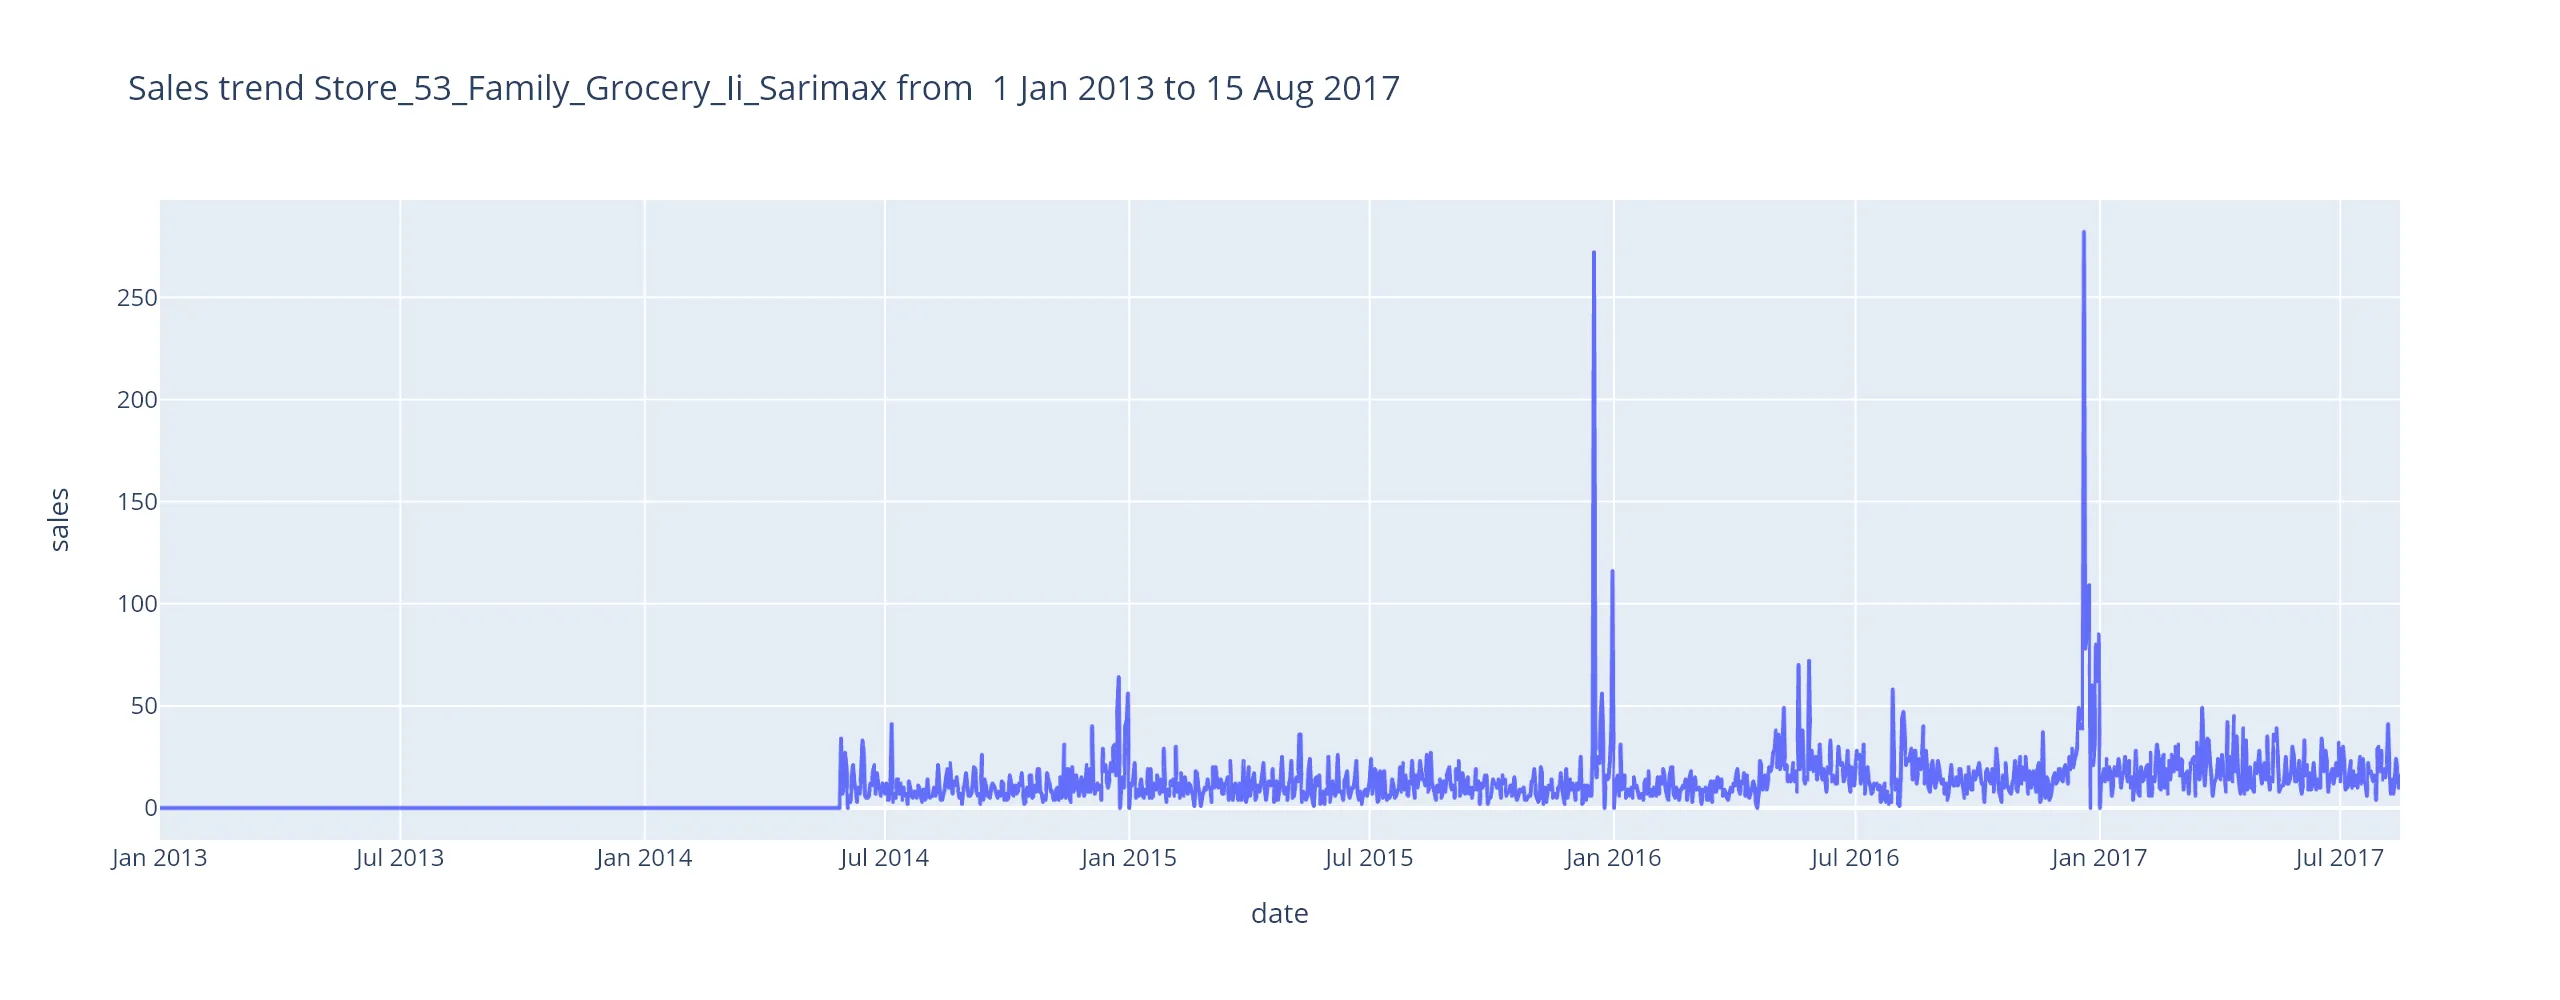 Sales trend Store_53_Family_Grocery_Ii_Sarimax from  1 Jan 2013 to 15 Aug 2017
250
200
150
100
50
0
sales
Jan 2013
Jul 2013
Jan 2014
Jul 2014
Jan 2015
Jul 2015
Jan 2016
Jul 2016
Jan 2017
Jul 2017
date